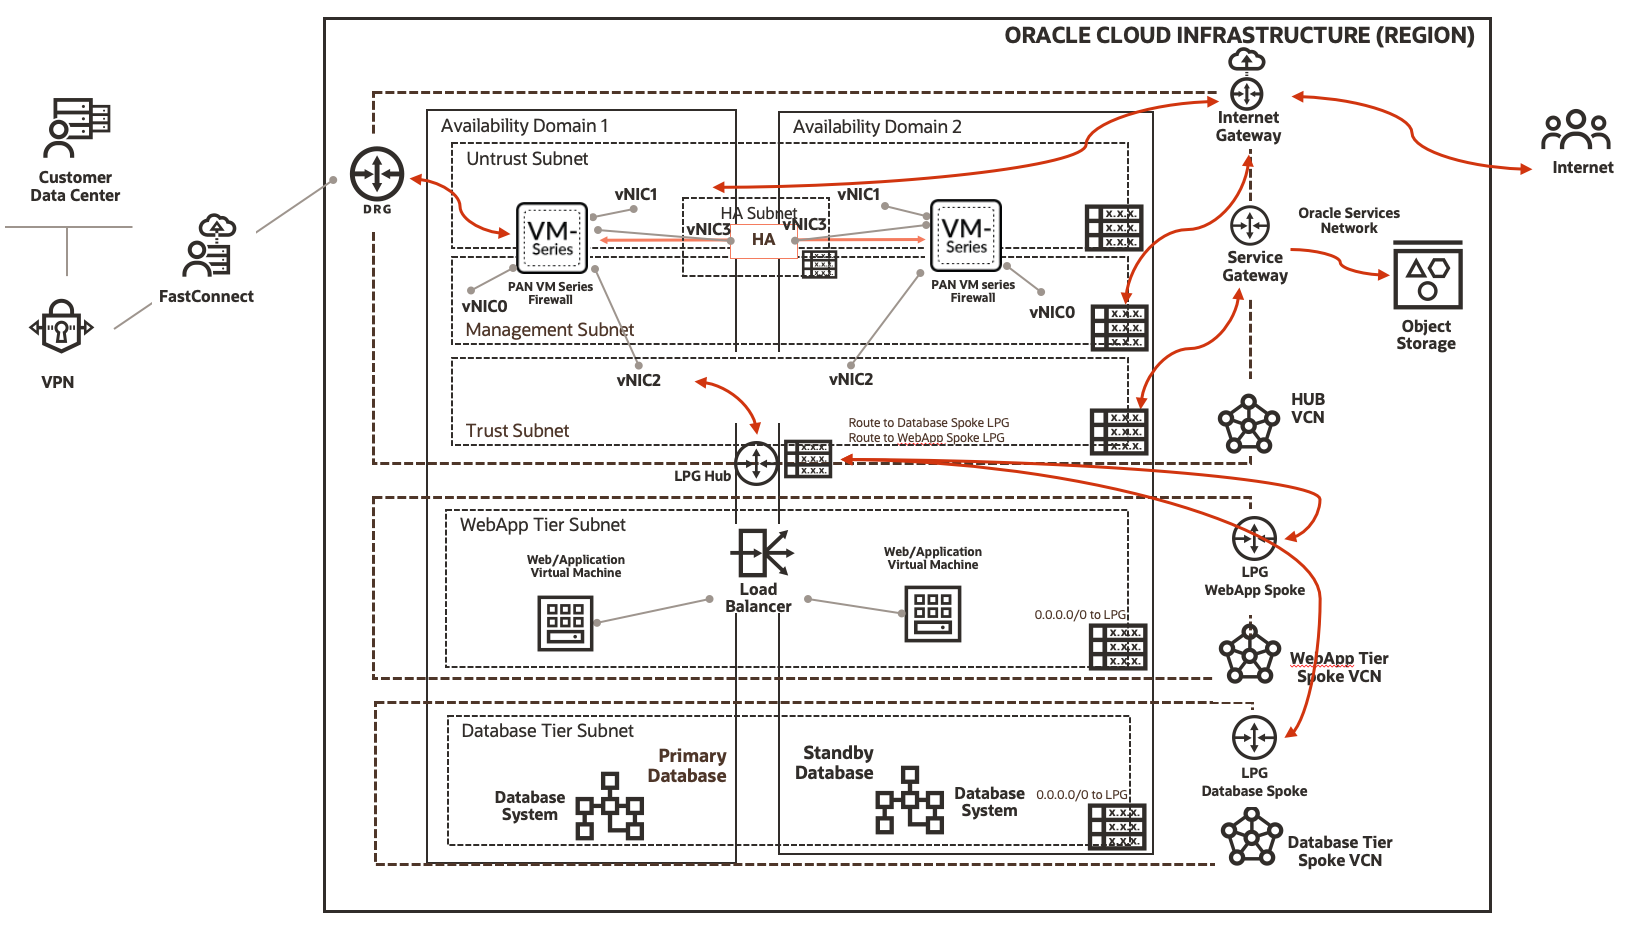 ORACLE CLOUD INFRASTRUCTURE (REGION)
Customer
Data Center
FastConnect
VPN
DRG
Availability Domain 1
Availability Domain 2
Untrust Subnet
vNIC1
vNIC1
HA Subnet
vNIC3
HA
vNIC3
VM-
Series
VM-
Series
PAN VM Series
Firewall
PAN VM series
Firewall
vNIC0
vNIC0
Management Subnet
vNIC2
vNIC2
Trust Subnet
x.x.x.
x.x.x.
x.x.x.
x.x.x.
x.x.x.
x.x.x.
x.x.x.
x.x.x.
x.x.x.
x.x.x.
x.x.x.
x.x.x.
Internet
Gateway
Internet
Service
Gateway
Oracle Services
Network
Object
Storage
HUB
VCN
Route to Database Spoke LPG
Route to WebApp Spoke LPG
LPG Hub
x.x.x.
x.x.x.
x.x.x.
WebApp Tier Subnet
Web/Application
Virtual Machine
Load
Balancer
Web/Application
Virtual Machine
0.0.0.0/0 to LPG
x.x.x.
x.x.x.
x.x.x.
LPG
WebApp Spoke
WebApp Tier
Spoke VCN
Database Tier Subnet
Primary
Database
Database
System
Standby
Database
Database
System
0.0.0.0/0 to LPG
x.x.x.
x.x.x.
x.x.x.
LPG
Database Spoke
Database Tier
Spoke VCN